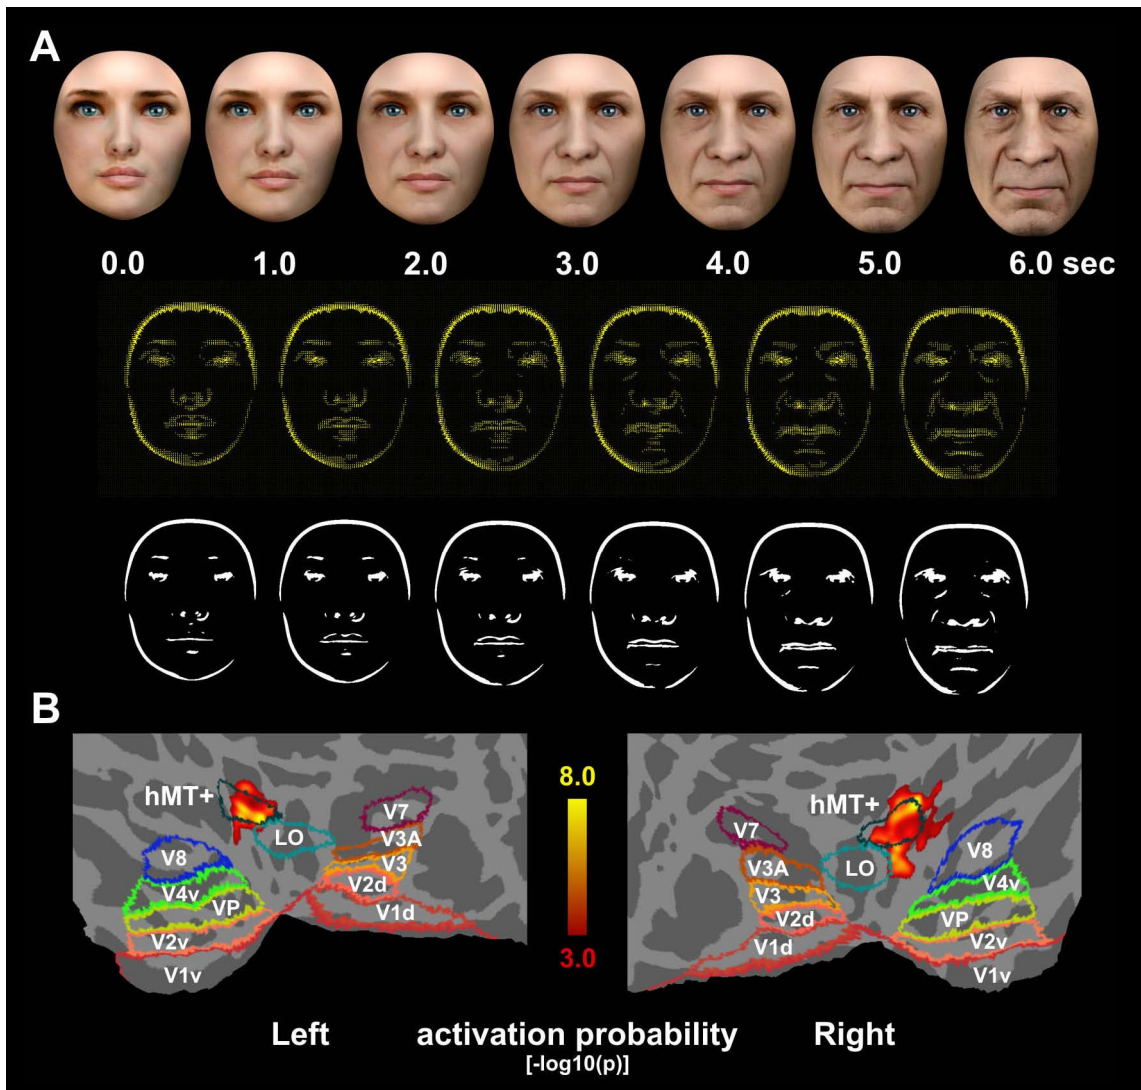 A
0.0 1.0 2.0 3.0 4.0 5.0 6.0 sec
B
8.0
hMT+ hMT+
V7 V7
V3A LO V8
LO
V8 V3 V3A V4v
V4v V2d V3 VP
VP V1d V2d V2v
V2v V1d V1v
V1v
3.0
Left activation probability Right
[-log10(p)]